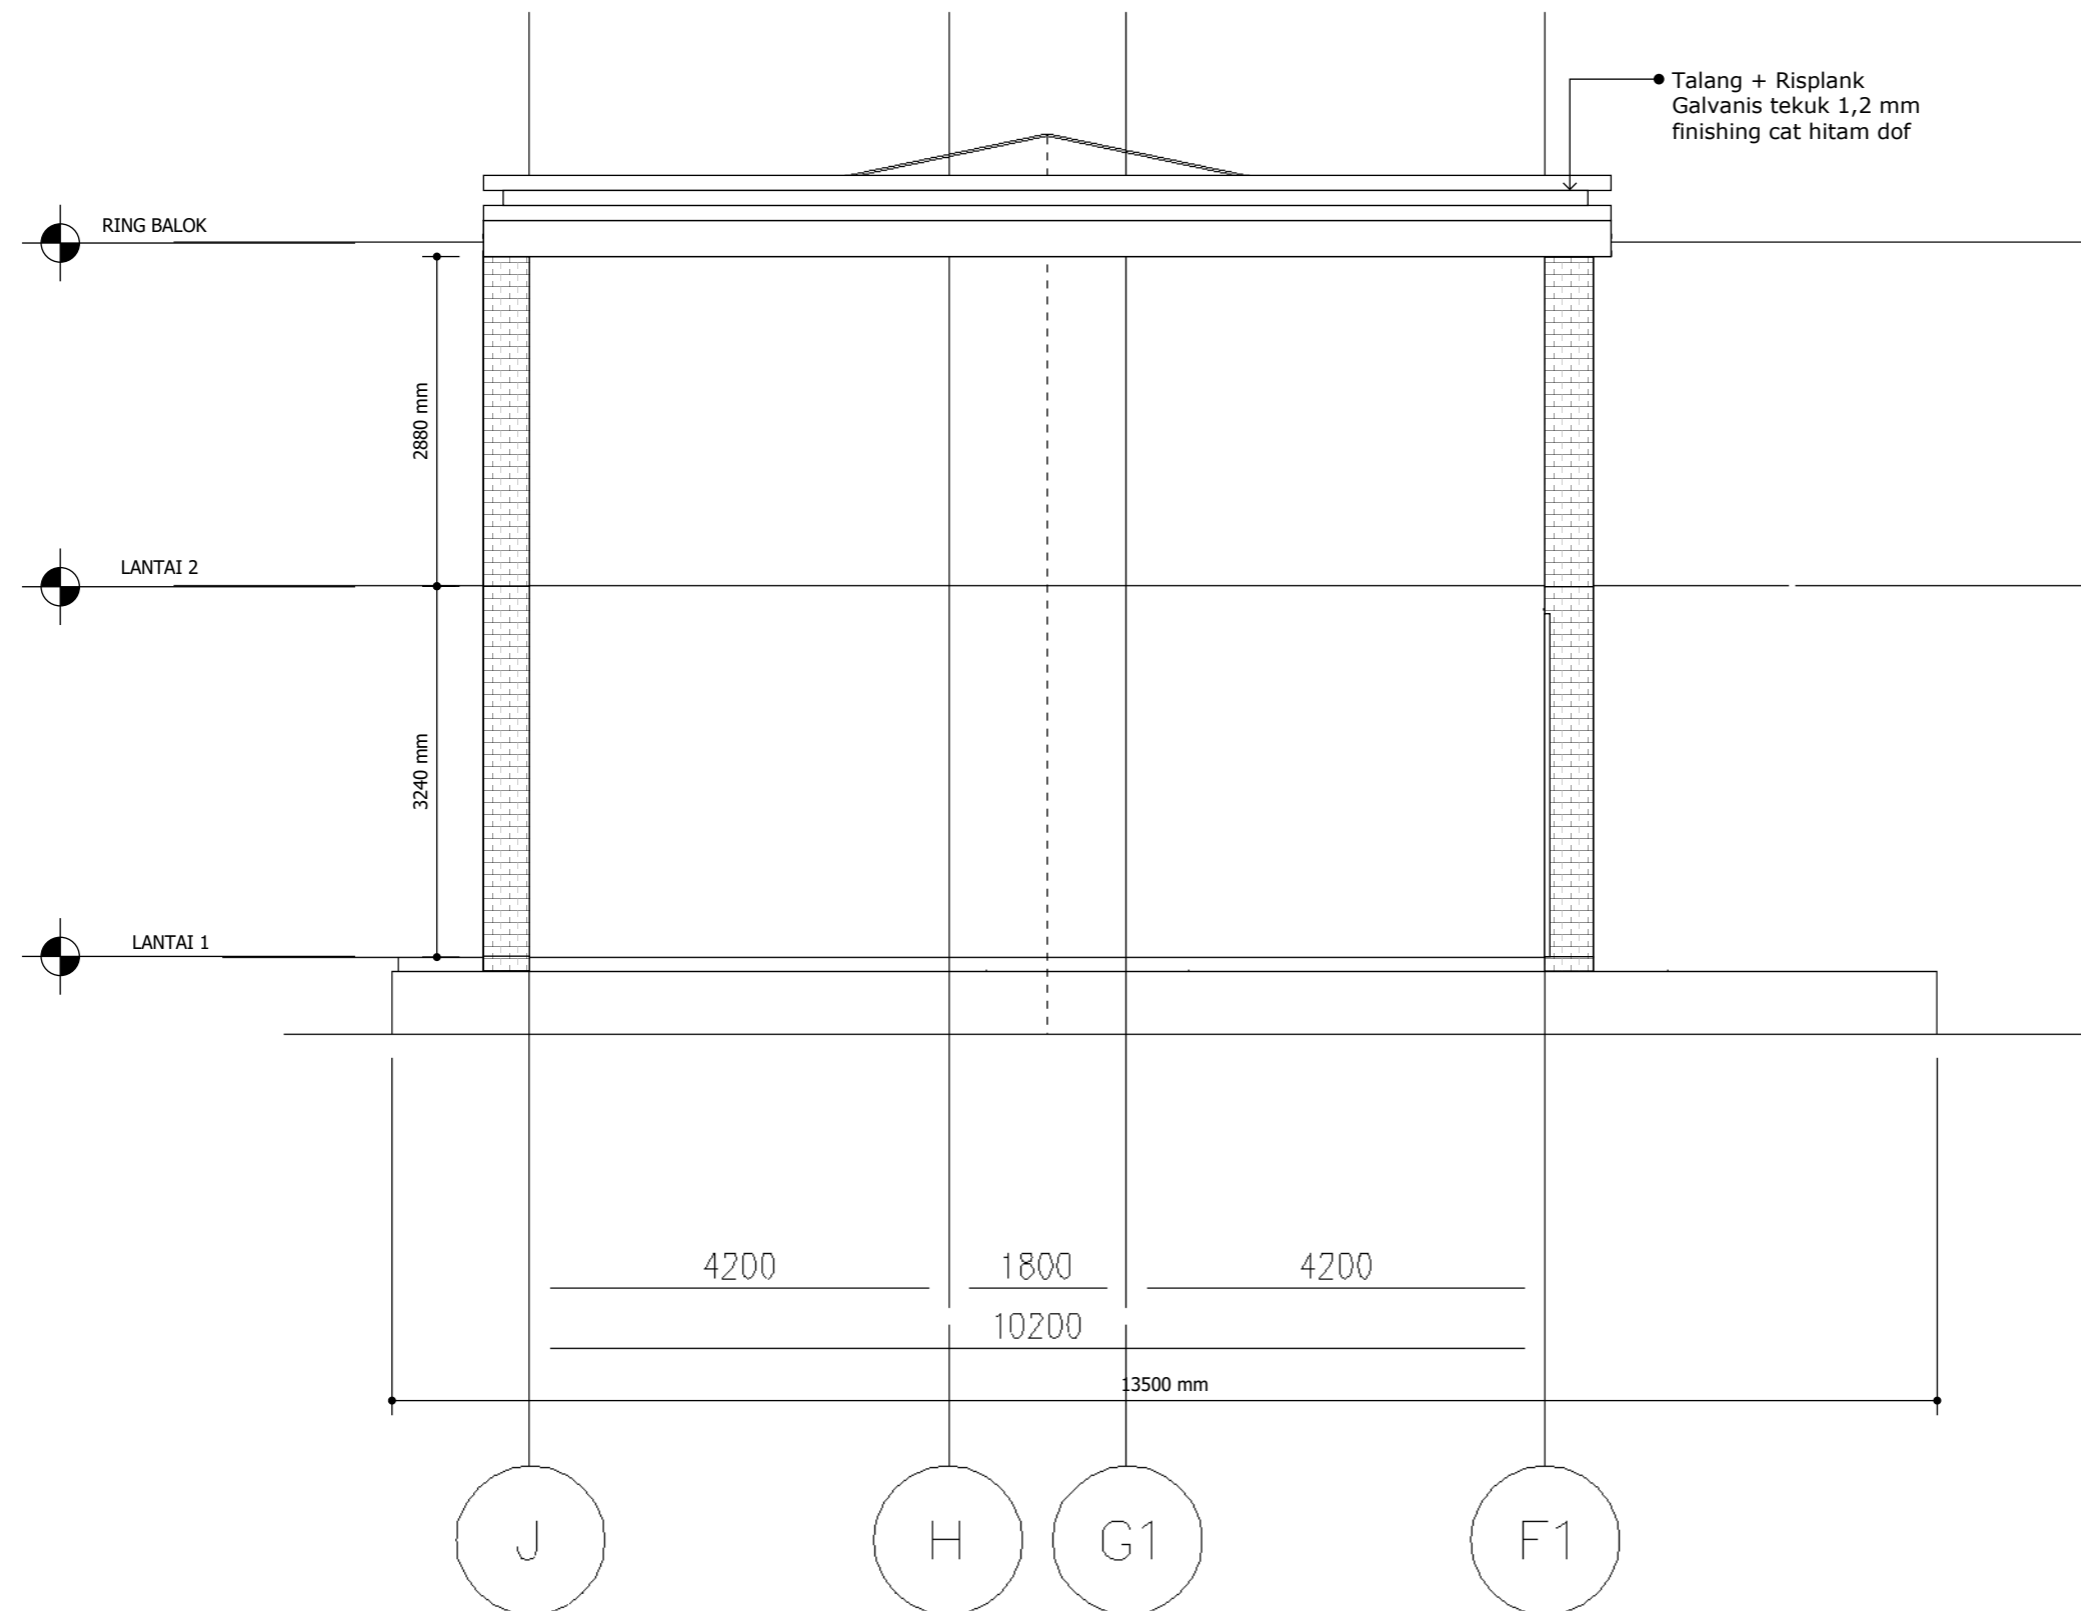 Talang + Risplank
Galvanis tekuk 1,2 mm
finishing cat hitam dof
RING BALOK
2880 mm
LANTAI 2
3240 mm
LANTAI 1
4200 1800 4200
10200
13500 mm
J H G1 F1